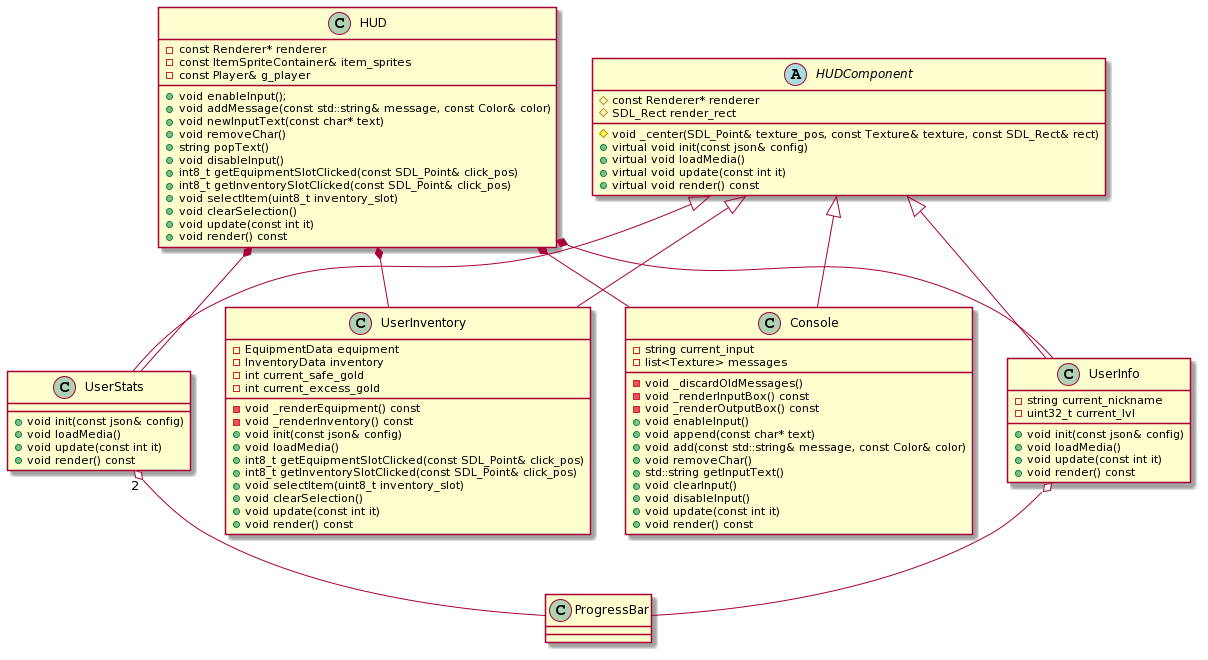 C HUD
const Renderer* renderer
const ItemSpriteContainer& item_sprites
const Player& g_player
void enableInput();
void addMessage(const std::string& message, const Color& color)
void newInputText(const char* text)
void removeChar()
string popText()
void disableInput()
int8_t getEquipmentSlotClicked(const SDL_Point& click_pos)
int8_t getInventorySlotClicked(const SDL_Point& click_pos)
void selectItem(uint8_t inventory_slot)
void clearSelection()
void update(const int it)
void render() const
A HUDComponent
const Renderer* renderer
SDL_Rect render_rect
void _center(SDL_Point& texture_pos, const Texture& texture, const SDL_Rect& rect)
virtual void init(const json& config)
virtual void loadMedia()
virtual void update(const int it)
virtual void render() const
C UserStats
void init(const json& config)
void loadMedia()
void update(const int it)
void render() const
2
C UserInventory
EquipmentData equipment
InventoryData inventory
int current_safe_gold
int current_excess_gold
void _renderEquipment() const
void _renderInventory() const
void init(const json& config)
void loadMedia()
int8_t getEquipmentSlotClicked(const SDL_Point& click_pos)
int8_t getInventorySlotClicked(const SDL_Point& click_pos)
void selectItem(uint8_t inventory_slot)
void clearSelection()
void update(const int it)
void render() const
C Console
string current_input
list<Texture> messages
void _discardOldMessages()
void _renderInputBox() const
void _renderOutputBox() const
void enableInput()
void append(const char* text)
void add(const std::string& message, const Color& color)
void removeChar()
std::string getInputText()
void clearInput()
void disableInput()
void update(const int it)
void render() const
C UserInfo
string current_nickname
uint32_t current_lvl
void init(const json& config)
void loadMedia()
void update(const int it)
void render() const
C ProgressBar